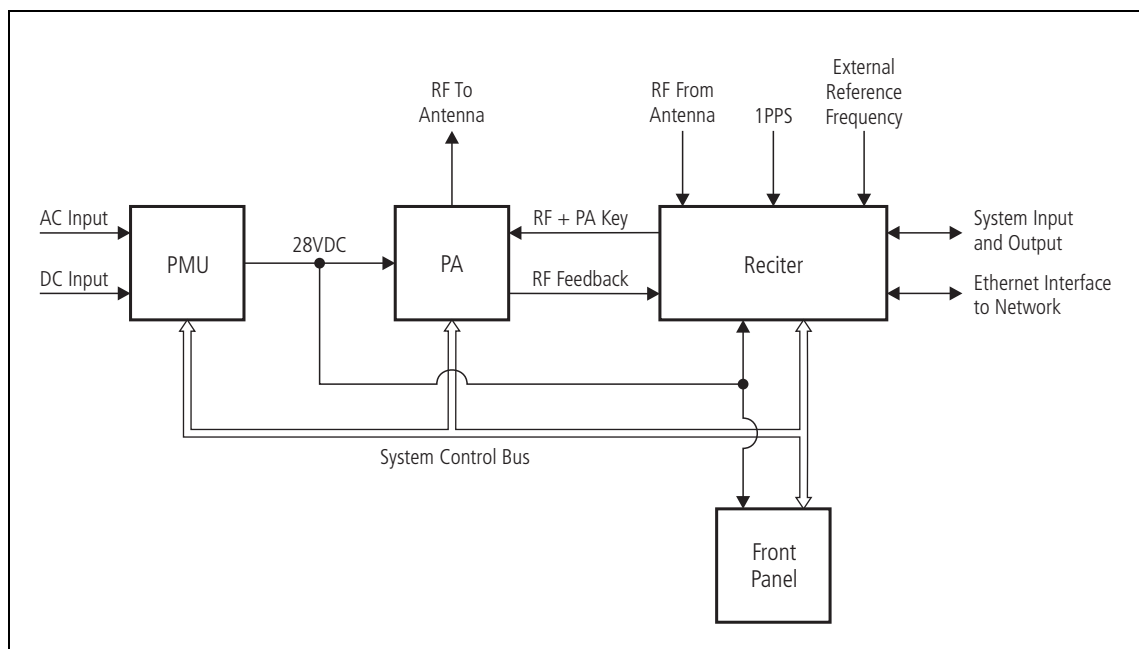 RF To
Antenna
RF From
Antenna
1PPS
External
Reference
Frequency
AC Input
DC Input
PMU
28VDC
PA
RF + PA Key
RF Feedback
Reciter
System Input
and Output
Ethernet Interface
to Network
System Control Bus
Front
Panel